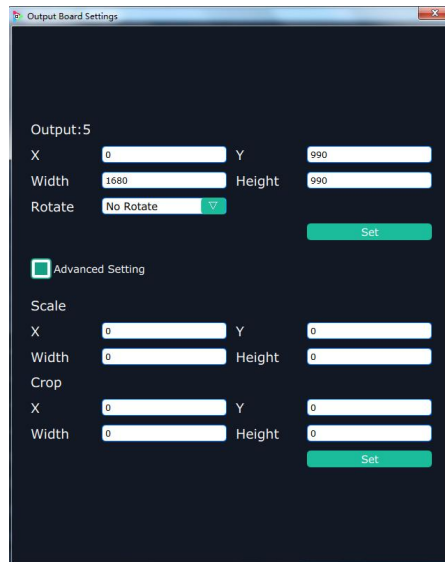 Output Board Settings
Output:5
X 0 Y 990
Width 1680 Height 990
Rotate No Rotate
Set
Advanced Setting
Scale
X 0 Y 0
Width 0 Height 0
Crop
X 0 Y 0
Width 0 Height 0
Set